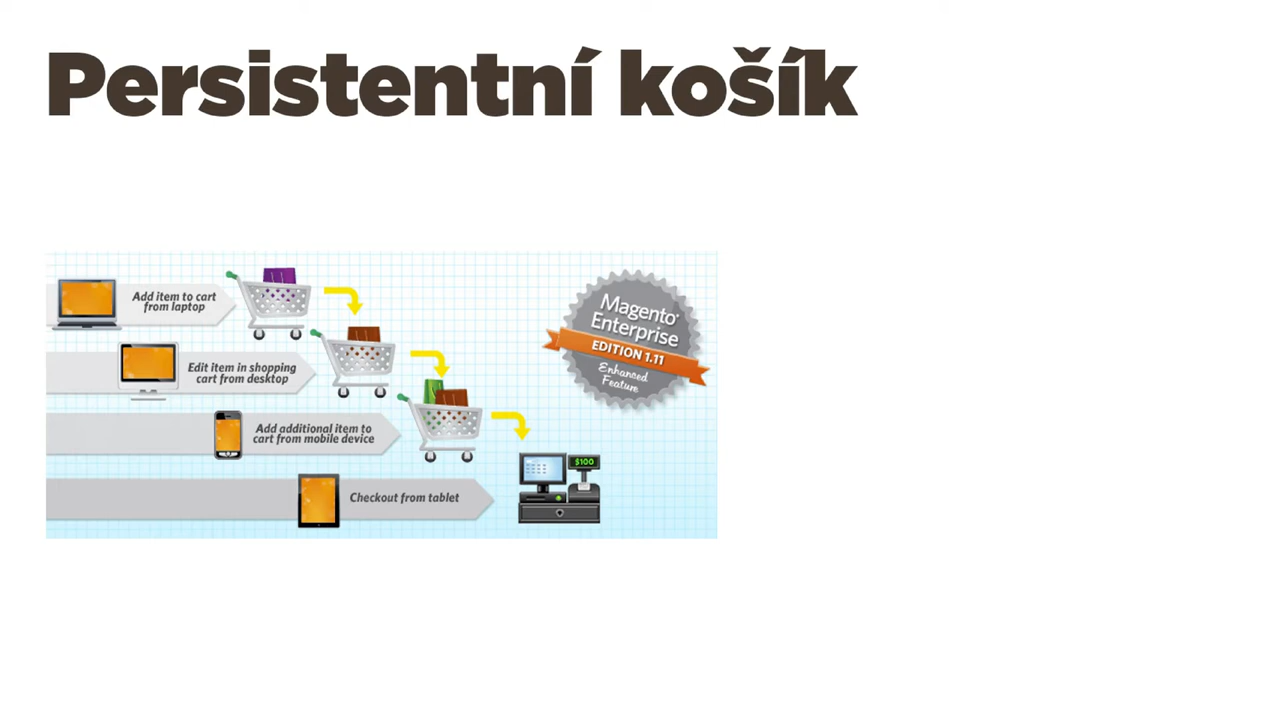 Persistentní košík
Add item to cart
from laptop
Edit item in shopping
cart from desktop
Add additional item to
cart from mobile device
Checkout from tablet
$100
Magento®
Enterprise
EDITION 1.11
Enhanced
Feature